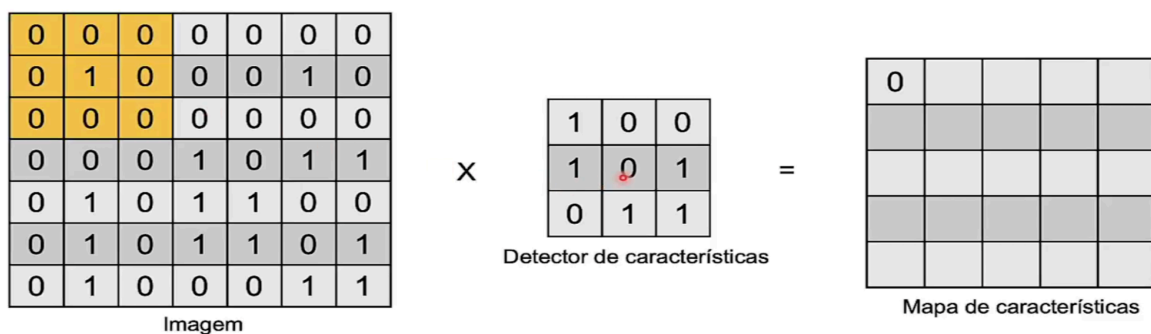 0 0 0 0 0 0 0
0 1 0 0 0 1 0
0 0 0 0 0 0 0
0 0 0 1 0 1 1
0 1 0 1 1 0 0
0 1 0 1 1 0 1
0 1 0 0 0 1 1
Imagem
X
1 0 0
1 0 1
0 1 1
Detector de características
=
0
Mapa de características